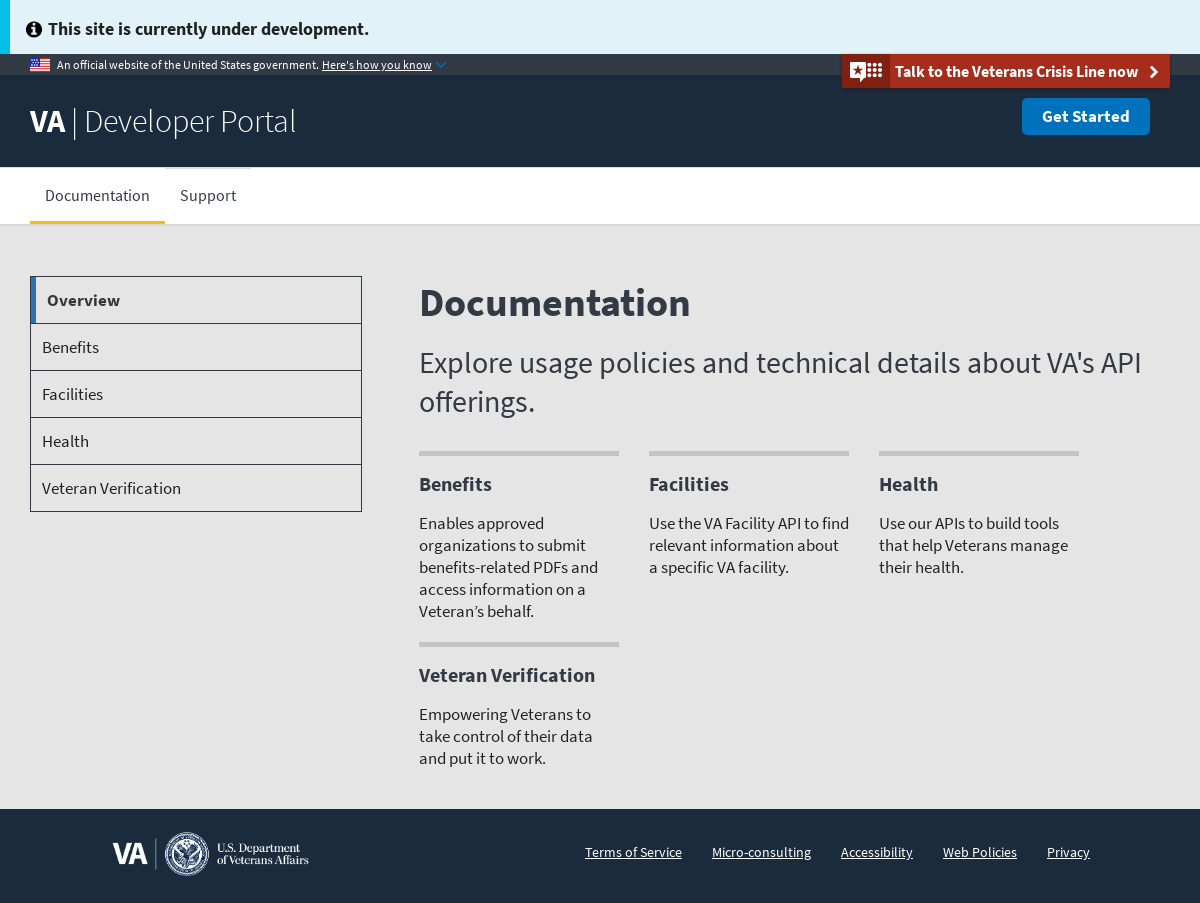 This site is currently under development.
An official website of the United States government. Here's how you know
Talk to the Veterans Crisis Line now
VA | Developer Portal
Get Started
Documentation
Support
Overview
Benefits
Facilities
Health
Veteran Verification
Documentation
Explore usage policies and technical details about VA's API
offerings.
Benefits
Enables approved
organizations to submit
benefits-related PDFs and
access information on a
Veteran’s behalf.
Facilities
Use the VA Facility API to find
relevant information about
a specific VA facility.
Health
Use our APIs to build tools
that help Veterans manage
their health.
Veteran Verification
Empowering Veterans to
take control of their data
and put it to work.
VA
U.S. Department
of Veterans Affairs
Terms of Service
Micro-consulting
Accessibility
Web Policies
Privacy